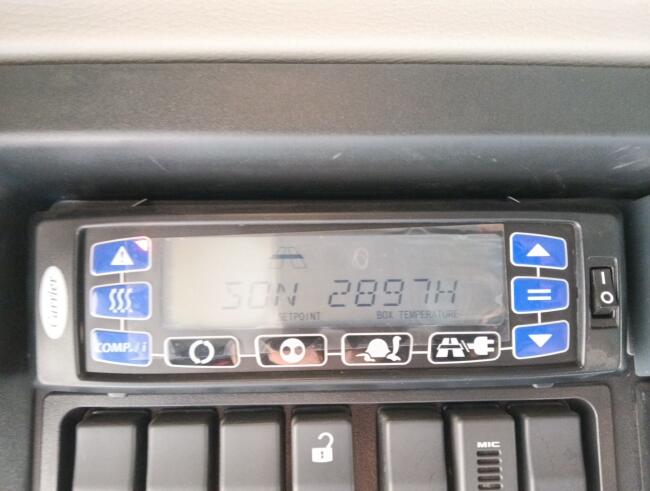 Carrier
SON 2897H
SETPOINT BOX TEMPERATURE
COMP. i
I
O
MIC